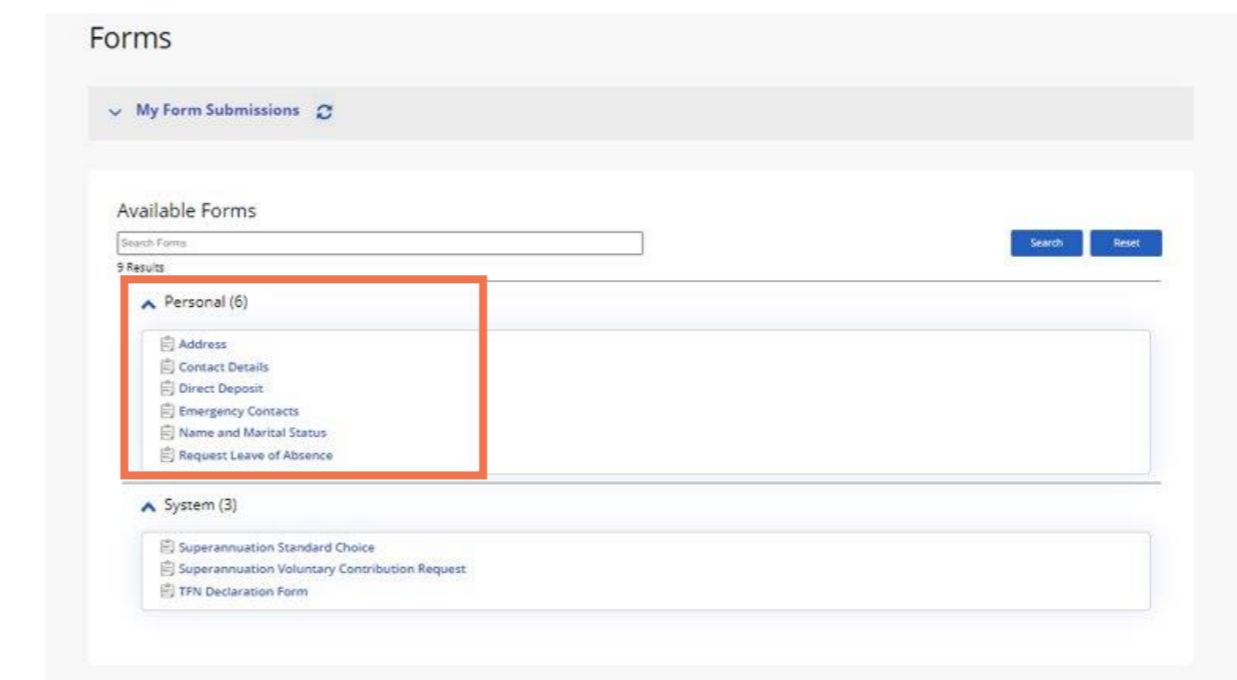 Forms
My Form Submissions
Available Forms
Search Forms
Search Reset
9 Results
Personal (6)
Address
Contact Details
Direct Deposit
Emergency Contacts
Name and Marital Status
Request Leave of Absence
System (3)
Superannuation Standard Choice
Superannuation Voluntary Contribution Request
TFN Declaration Form